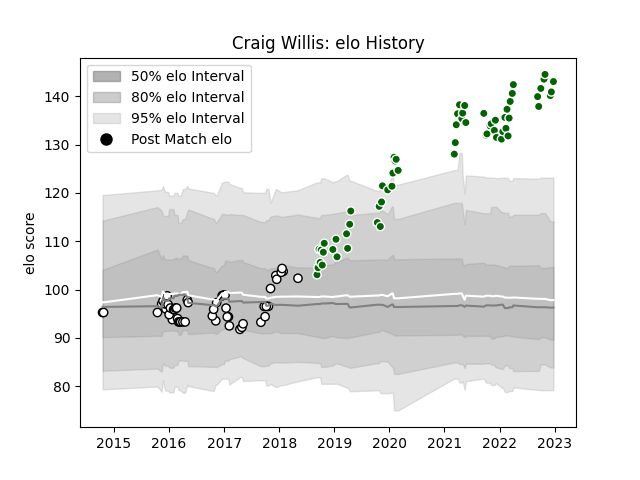 Craig Willis: elo History
50% elo Interval
80% elo Interval
95% elo Interval
Post Match elo
elo score
140
130
120
110
100
90
80
2015 2016 2017 2018 2019 2020 2021 2022 2023